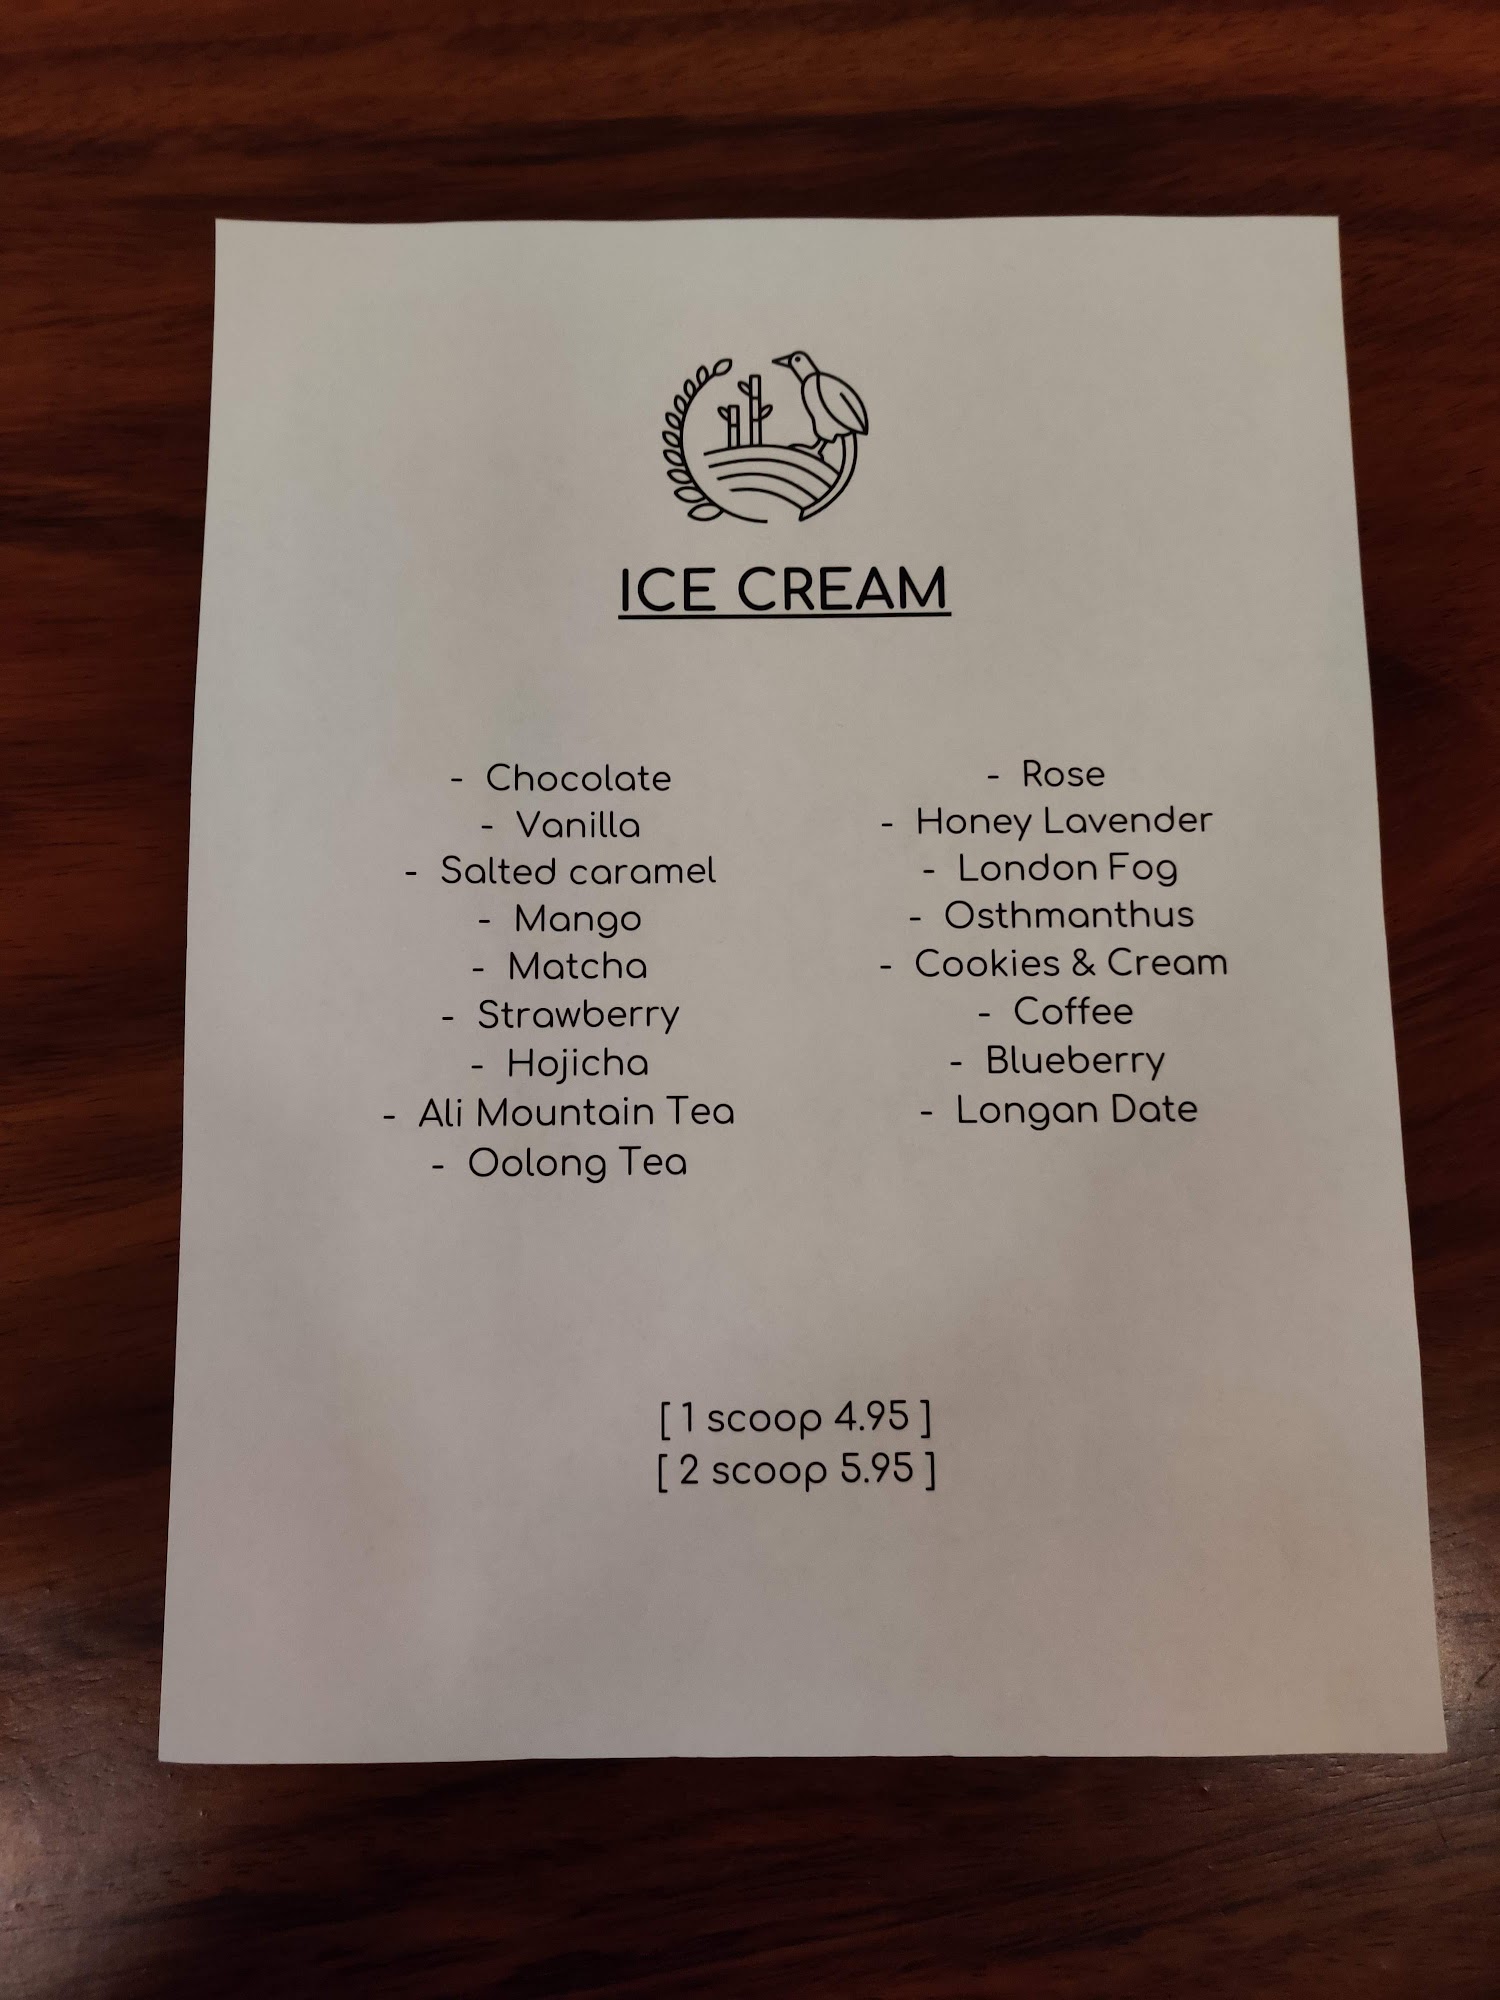 ICE CREAM
- Chocolate
- Vanilla
- Salted caramel
- Mango
- Matcha
- Strawberry
- Hojicha
- Ali Mountain Tea
- Oolong Tea
- Rose
- Honey Lavender
- London Fog
- Osthmanthus
- Cookies & Cream
- Coffee
- Blueberry
- Longan Date
[ 1 scoop 4.95 ]
[ 2 scoop 5.95 ]